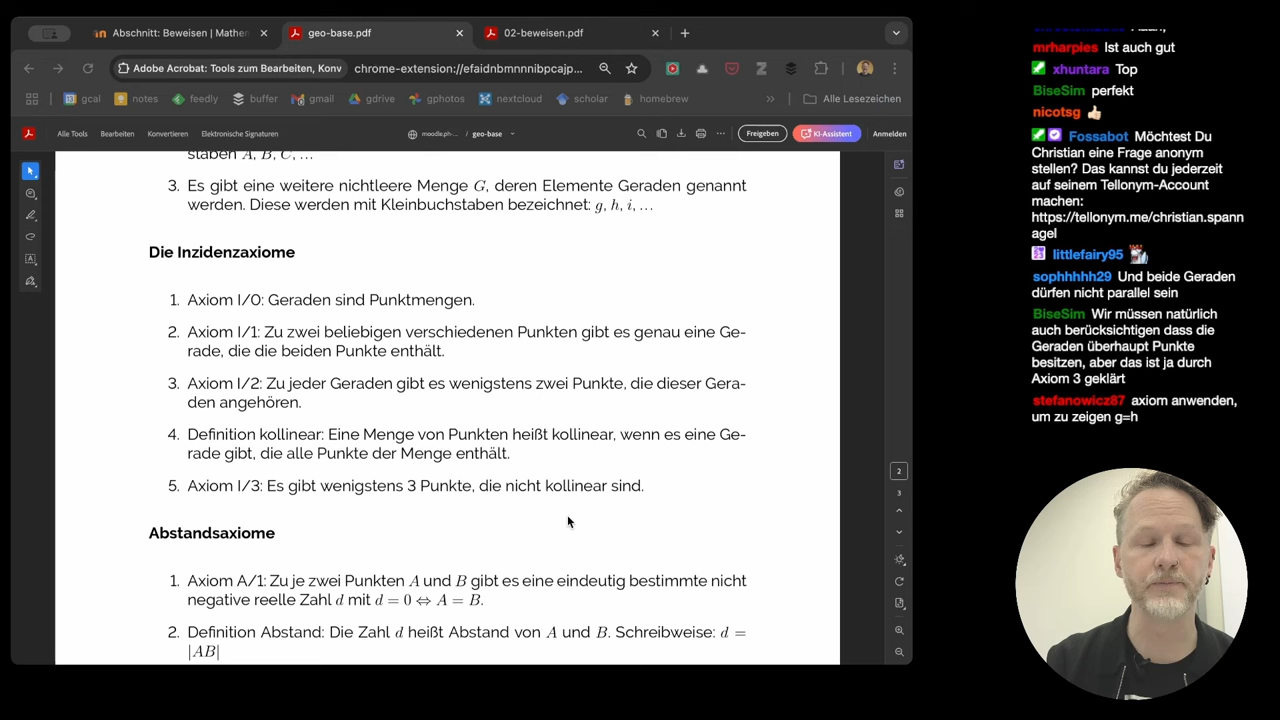 Abschnitt: Beweisen | Mathen
geo-base.pdf
02-beweisen.pdf
Adobe Acrobat: Tools zum Bearbeiten, Konv
chrome-extension://efaidnbmnnnibpcajp...
gcal
notes
feedly
buffer
gmail
gdrive
gphotos
nextcloud
scholar
homebrew
Alle Lesezeichen
Alle Tools
Bearbeiten
Konvertieren
Elektronische Signaturen
moodle.ph-...
/ geo-base
Freigeben
KI-Assistent
Anmelden
staben A, B, C, ...
3. Es gibt eine weitere nichtleere Menge G, deren Elemente Geraden genannt
werden. Diese werden mit Kleinbuchstaben bezeichnet: g, h, i, ...
Die Inzidenzaxiome
1. Axiom I/0: Geraden sind Punktmengen.
2. Axiom I/1: Zu zwei beliebigen verschiedenen Punkten gibt es genau eine Ge-
rade, die die beiden Punkte enthält.
3. Axiom I/2: Zu jeder Geraden gibt es wenigstens zwei Punkte, die dieser Gera-
den angehören.
4. Definition kollinear: Eine Menge von Punkten heißt kollinear, wenn es eine Ge-
rade gibt, die alle Punkte der Menge enthält.
5. Axiom I/3: Es gibt wenigstens 3 Punkte, die nicht kollinear sind.
Abstandsaxiome
1. Axiom A/1: Zu je zwei Punkten A und B gibt es eine eindeutig bestimmte nicht
negative reelle Zahl d mit d = 0 ⇔ A = B.
2. Definition Abstand: Die Zahl d heißt Abstand von A und B. Schreibweise: d =
|AB|
2
3
mrharpies Ist auch gut
xhuntara Top
BiseSim perfekt
nicotsg
Fossabot Möchtest Du
Christian eine Frage anonym
stellen? Das kannst du jederzeit
auf seinem Tellonym-Account
machen:
https://tellonym.me/christian.spann
agel
littlefairy95
sophhhhh29 Und beide Geraden
dürfen nicht parallel sein
BiseSim Wir müssen natürlich
auch berücksichtigen dass die
Geraden überhaupt Punkte
besitzen, aber das ist ja durch
Axiom 3 geklärt
stefanowicz87 axiom anwenden,
um zu zeigen g=h